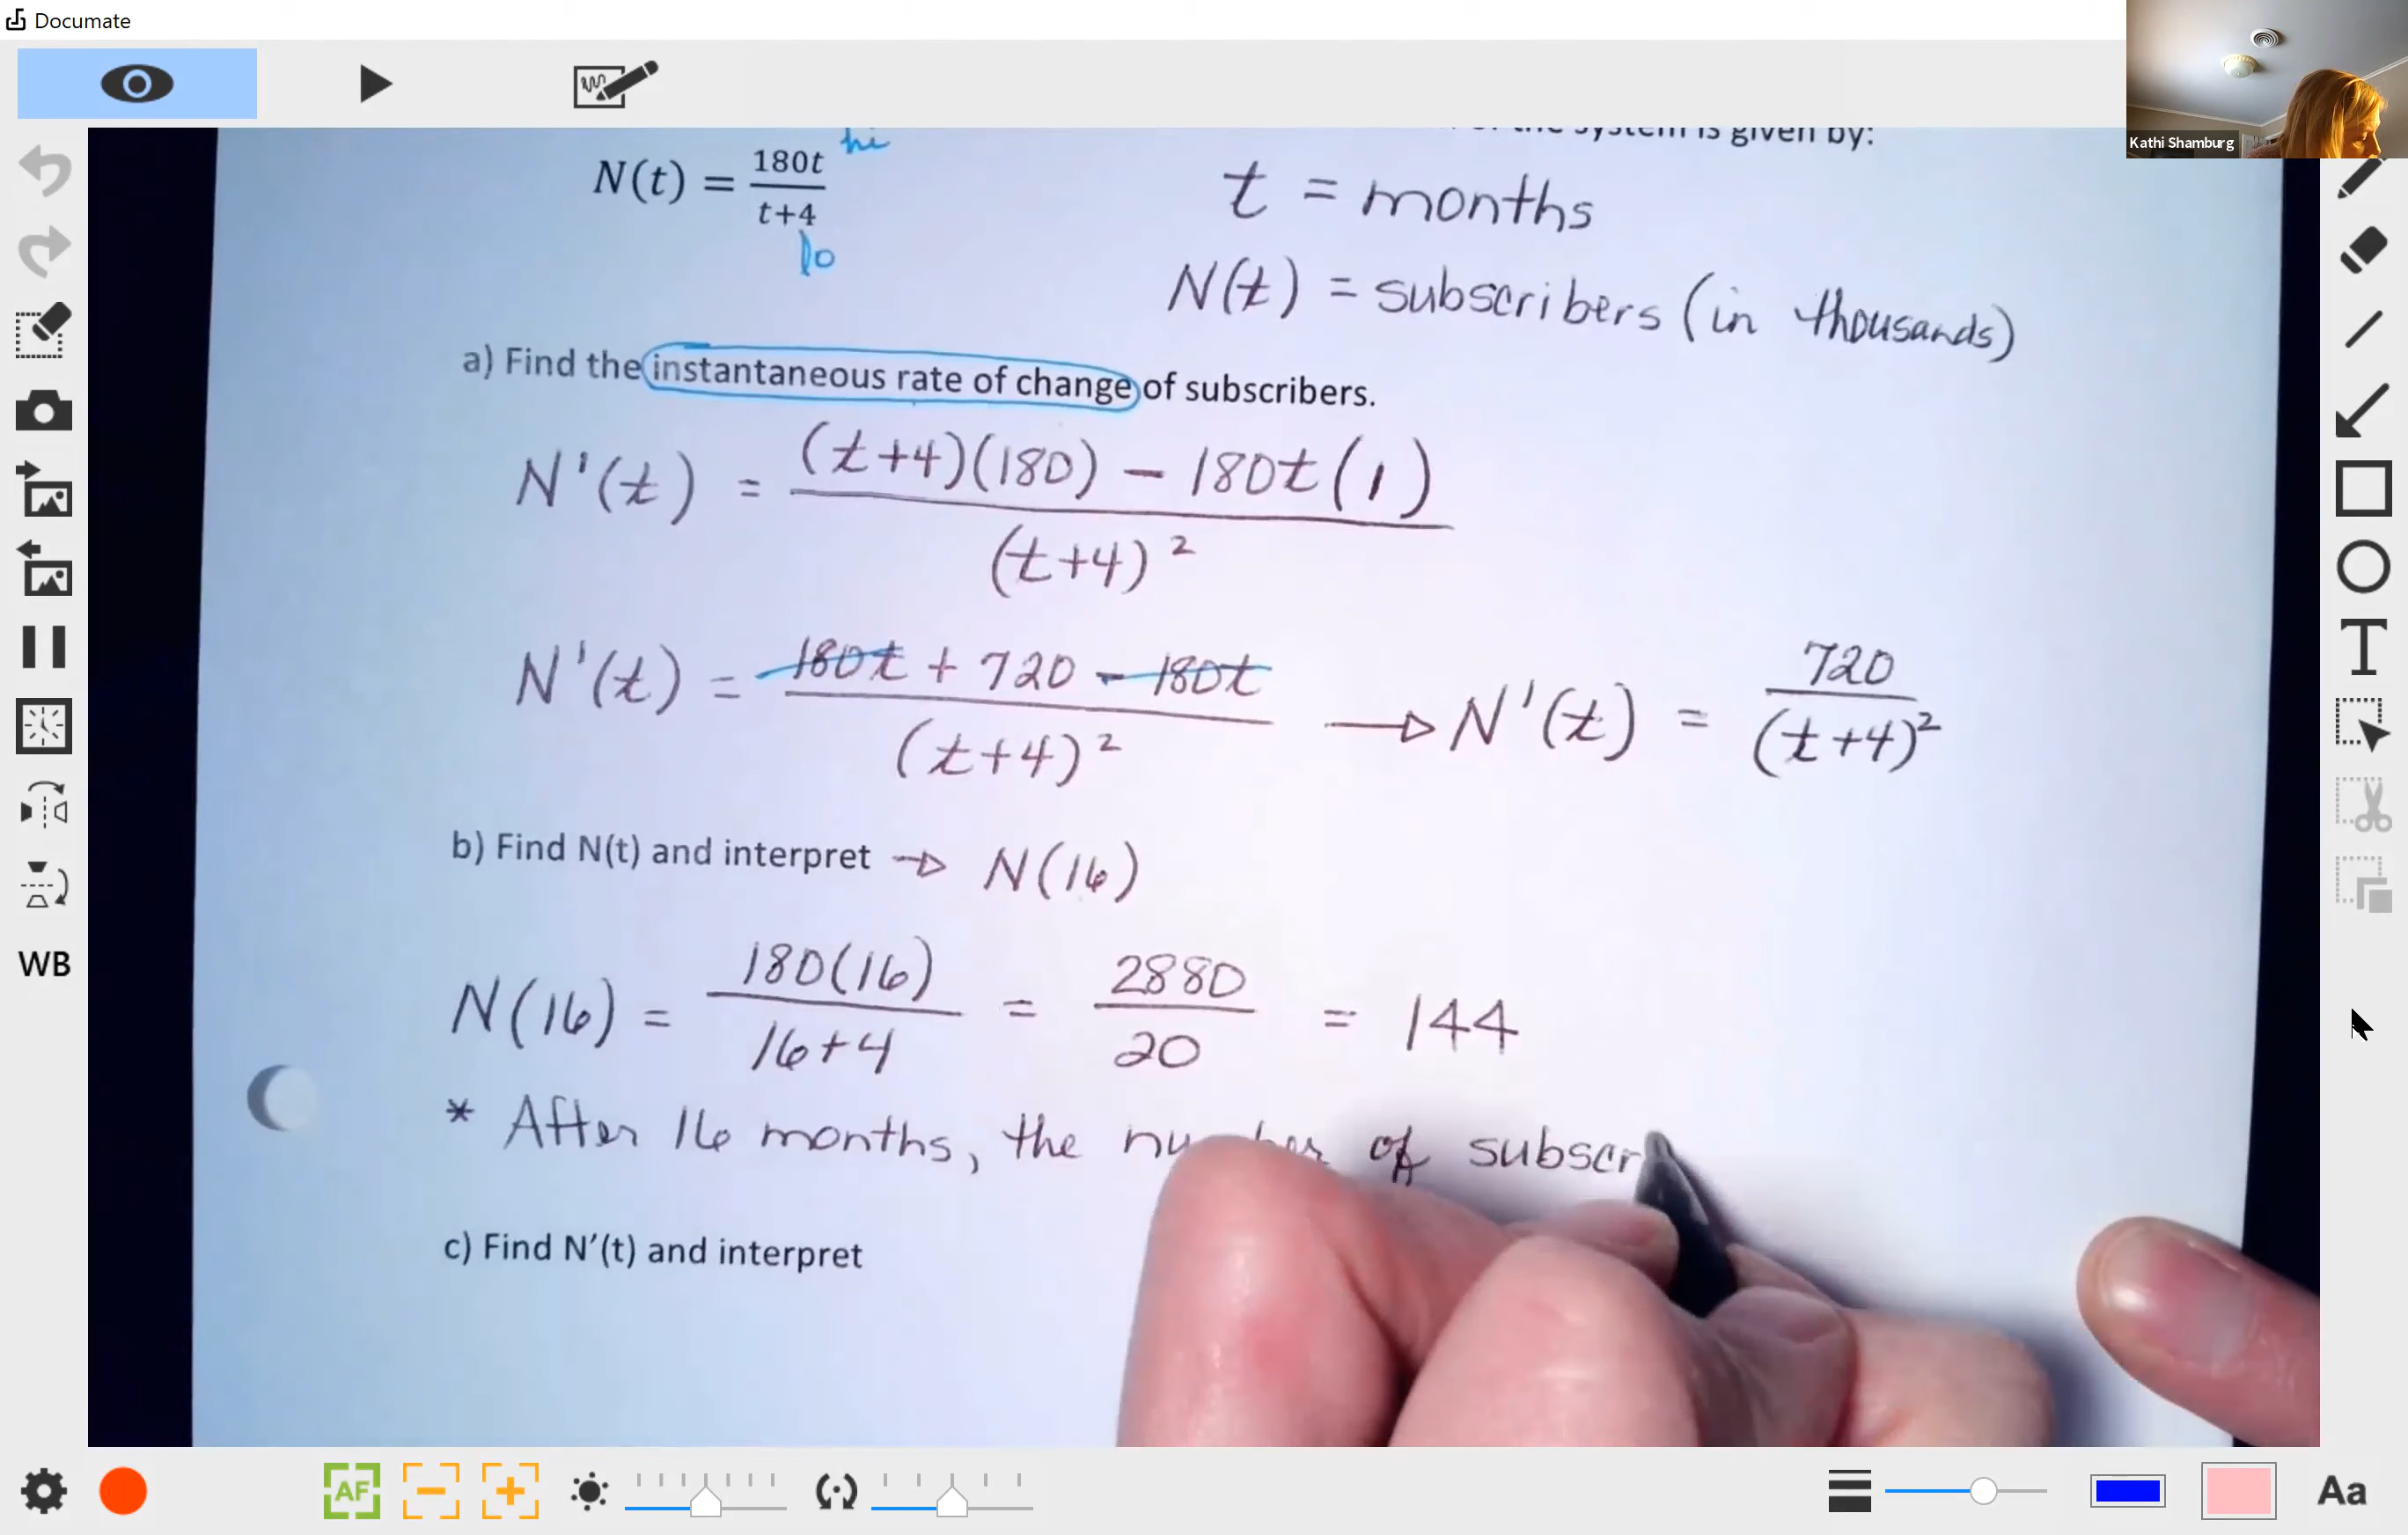 Documate
Kathi Shamburg
system is given by:
hi
N(t) = 180t / t+4
lo
t = months
N(t) = subscribers (in thousands)
a) Find the instantaneous rate of change of subscribers.
N'(t) = (t+4)(180) - 180t(1) / (t+4)²
N'(t) = 180t + 720 - 180t / (t+4)² → N'(t) = 720 / (t+4)²
b) Find N(t) and interpret → N(16)
N(16) = 180(16) / 16+4 = 2880 / 20 = 144
* After 16 months, the of subscr
c) Find N'(t) and interpret
WB
T
AF
Aa